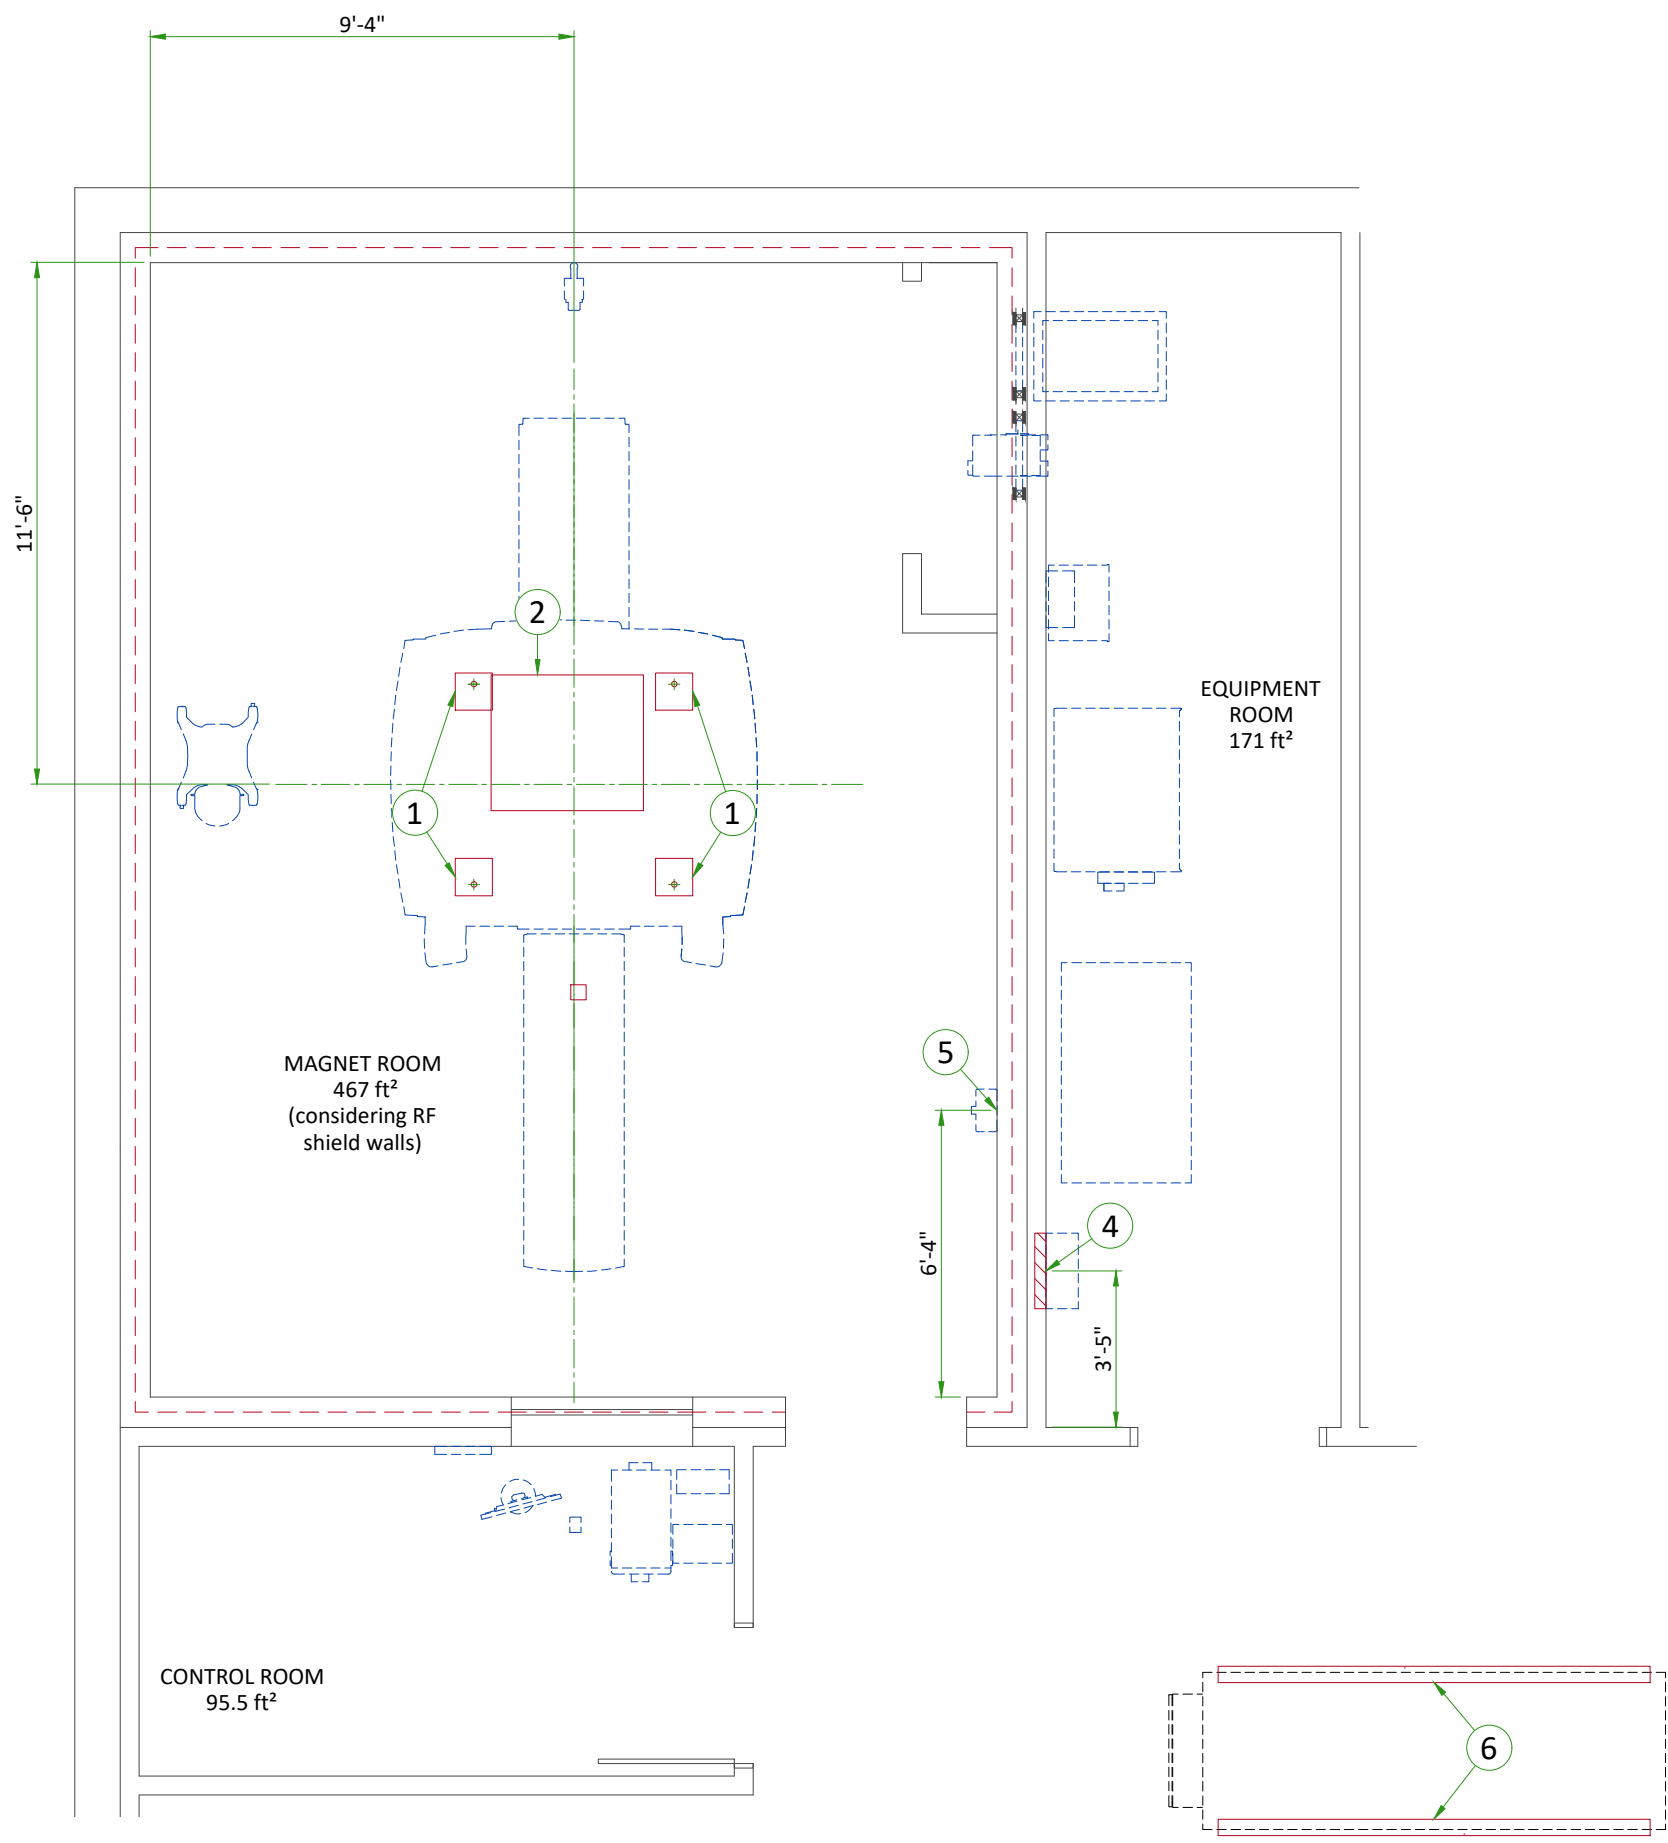 9'-4"
11'-6"
2
EQUIPMENT
ROOM
171 ft²
1
1
5
MAGNET ROOM
467 ft²
(considering RF
shield walls)
4
6'-4"
3'-5"
CONTROL ROOM
95.5 ft²
6